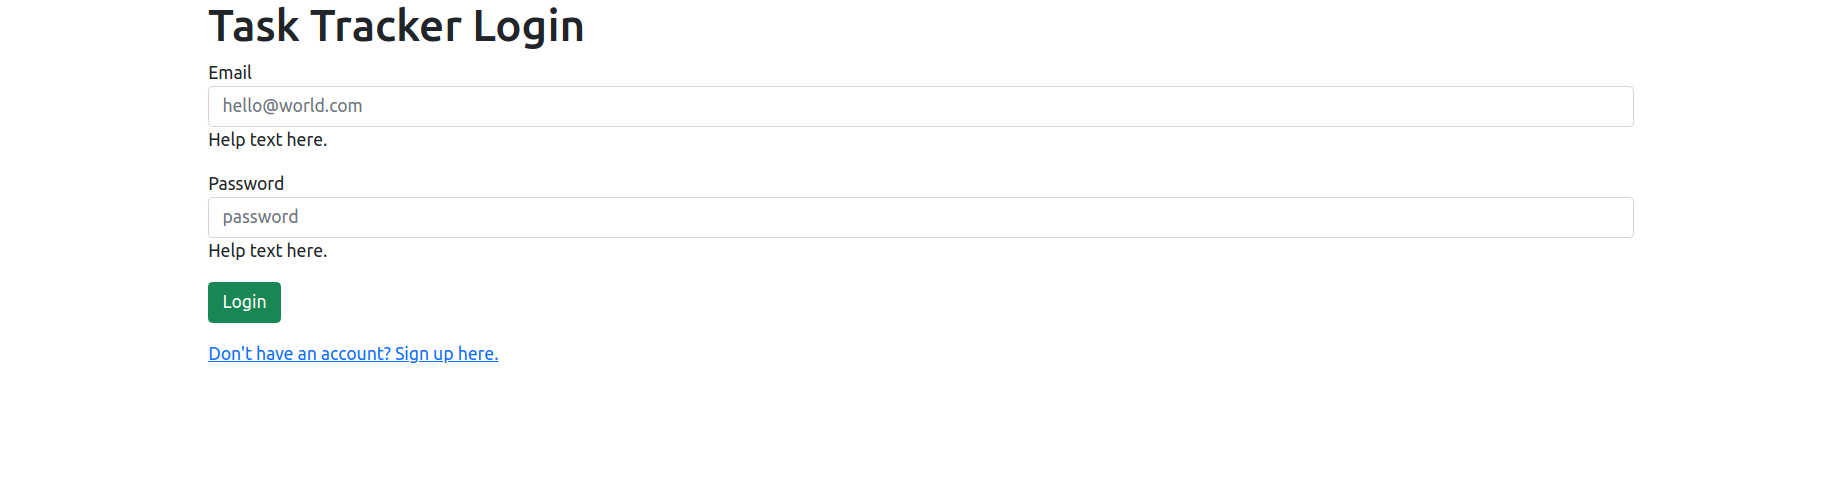 Task Tracker Login
Email
hello@world.com
Help text here.
Password
password
Help text here.
Login
Don't have an account? Sign up here.